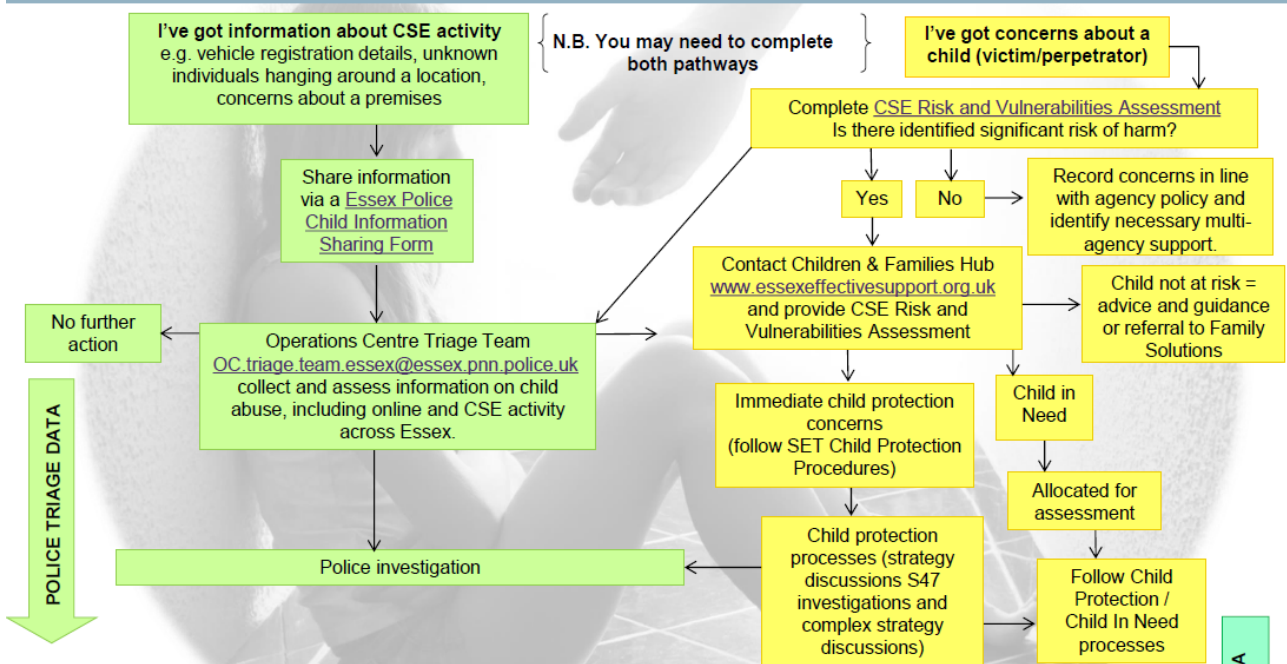 I've got information about CSE activity
e.g. vehicle registration details, unknown
individuals hanging around a location,
concerns about a premises
N.B. You may need to complete
both pathways
I've got concerns about a
child (victim/perpetrator)
Complete CSE Risk and Vulnerabilities Assessment
Is there identified significant risk of harm?
Share information
via a Essex Police
Child Information
Sharing Form
Yes
No
Record concerns in line
with agency policy and
identify necessary multi-
agency support.
Contact Children & Families Hub
www.essexeffectivesupport.org.uk
and provide CSE Risk and
Vulnerabilities Assessment
Child not at risk =
advice and guidance
or referral to Family
Solutions
No further
action
Operations Centre Triage Team
OC.triage.team.essex@essex.pnn.police.uk
collect and assess information on child
abuse, including online and CSE activity
across Essex.
Immediate child protection
concerns
(follow SET Child Protection
Procedures)
Child in
Need
Allocated for
assessment
POLICE TRIAGE DATA
Police investigation
Child protection
processes (strategy
discussions S47
investigations and
complex strategy
discussions)
Follow Child
Protection /
Child In Need
processes
A